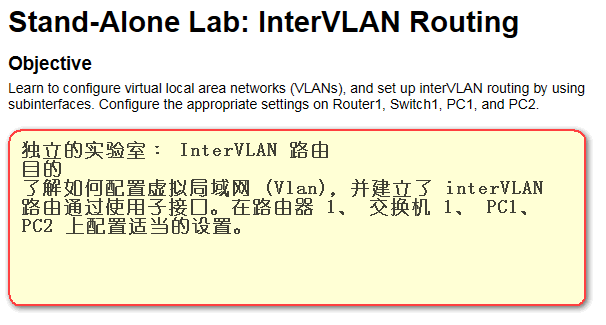 Stand-Alone Lab: InterVLAN Routing
Objective
Learn to configure virtual local area networks (VLANs), and set up interVLAN routing by using
subinterfaces. Configure the appropriate settings on Router1, Switch1, PC1, and PC2.
独立的实验室： InterVLAN 路由
目的
了解如何配置虚拟局域网 (Vlan)，并建立了 interVLAN
路由通过使用子接口。在路由器 1、 交换机 1、 PC1、
PC2 上配置适当的设置。